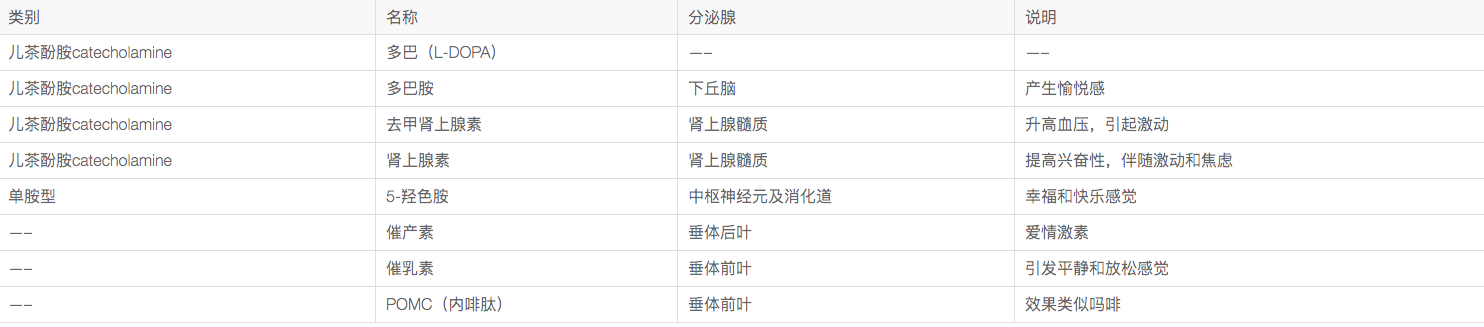 类别 名称 分泌腺 说明
儿茶酚胺catecholamine 多巴（L-DOPA） —– —–
儿茶酚胺catecholamine 多巴胺 下丘脑 产生愉悦感
儿茶酚胺catecholamine 去甲肾上腺素 肾上腺髓质 升高血压，引起激动
儿茶酚胺catecholamine 肾上腺素 肾上腺髓质 提高兴奋性，伴随激动和焦虑
单胺型 5-羟色胺 中枢神经元及消化道 幸福和快乐感觉
—– 催产素 垂体后叶 爱情激素
—– 催乳素 垂体前叶 引发平静和放松感觉
—– POMC（内啡肽） 垂体前叶 效果类似吗啡